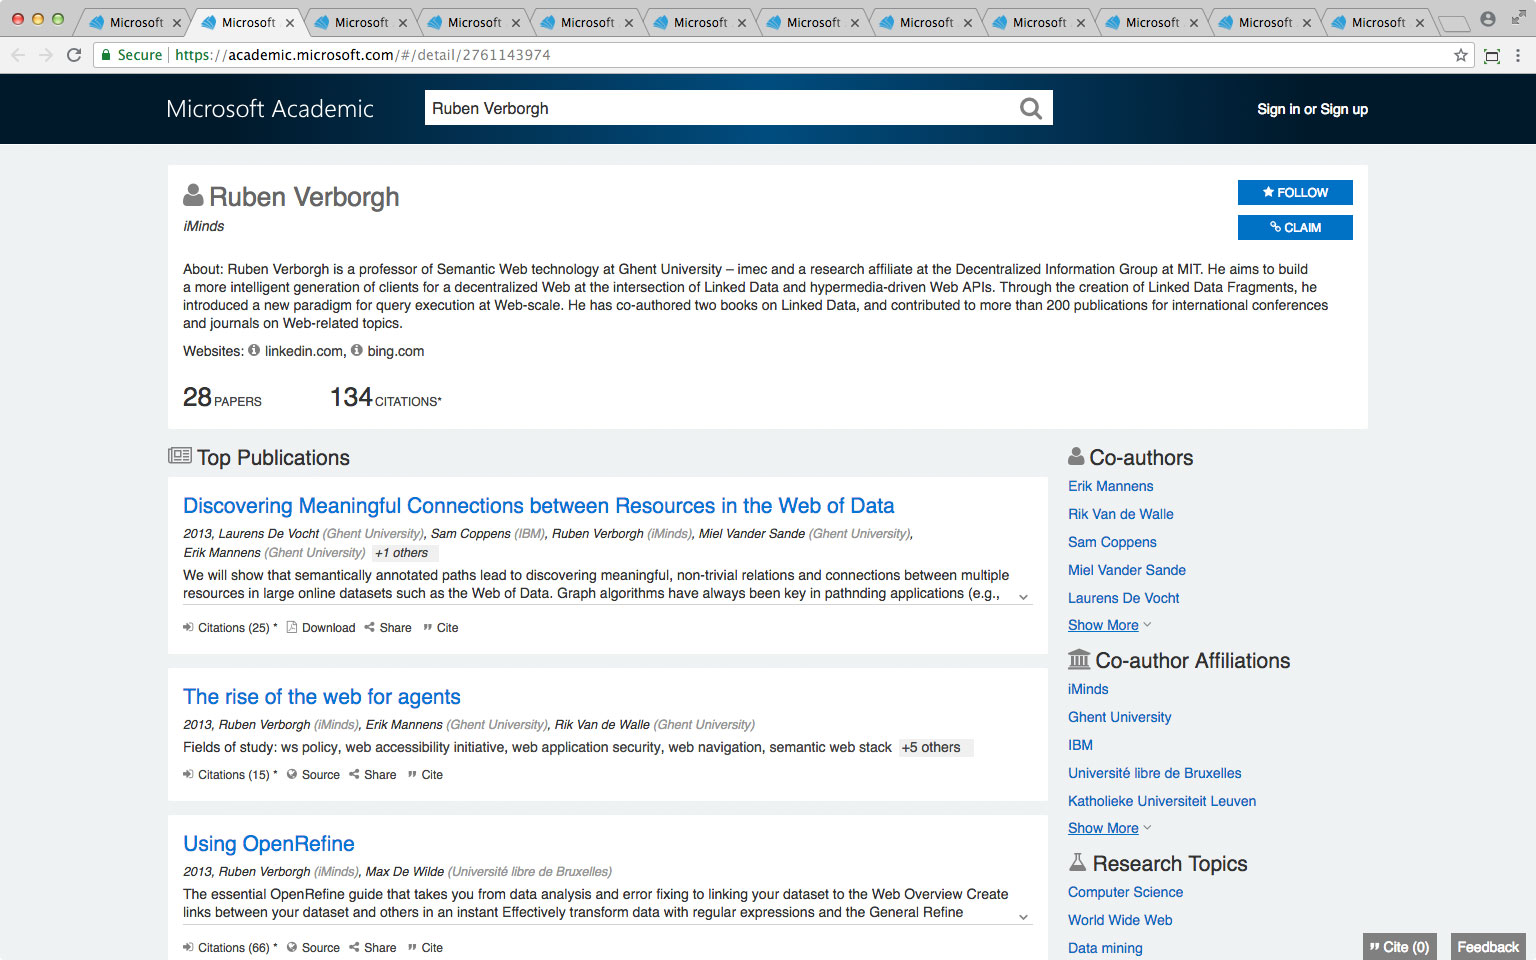 Microsoft Microsoft Microsoft Microsoft Microsoft Microsoft Microsoft Microsoft Microsoft Microsoft Microsoft Microsoft
Secure https://academic.microsoft.com/#/detail/2761143974
Microsoft Academic
Ruben Verborgh
Sign in or Sign up
Ruben Verborgh
iMinds
FOLLOW
CLAIM
About: Ruben Verborgh is a professor of Semantic Web technology at Ghent University – imec and a research affiliate at the Decentralized Information Group at MIT. He aims to build
a more intelligent generation of clients for a decentralized Web at the intersection of Linked Data and hypermedia-driven Web APIs. Through the creation of Linked Data Fragments, he
introduced a new paradigm for query execution at Web-scale. He has co-authored two books on Linked Data, and contributed to more than 200 publications for international conferences
and journals on Web-related topics.
Websites: linkedin.com, bing.com
28 PAPERS 134 CITATIONS*
Top Publications
Discovering Meaningful Connections between Resources in the Web of Data
2013, Laurens De Vocht (Ghent University), Sam Coppens (IBM), Ruben Verborgh (iMinds), Miel Vander Sande (Ghent University),
Erik Mannens (Ghent University) +1 others
We will show that semantically annotated paths lead to discovering meaningful, non-trivial relations and connections between multiple
resources in large online datasets such as the Web of Data. Graph algorithms have always been key in pathnding applications (e.g.,
Citations (25) * Download Share Cite
The rise of the web for agents
2013, Ruben Verborgh (iMinds), Erik Mannens (Ghent University), Rik Van de Walle (Ghent University)
Fields of study: ws policy, web accessibility initiative, web application security, web navigation, semantic web stack +5 others
Citations (15) * Source Share Cite
Using OpenRefine
2013, Ruben Verborgh (iMinds), Max De Wilde (Université libre de Bruxelles)
The essential OpenRefine guide that takes you from data analysis and error fixing to linking your dataset to the Web Overview Create
links between your dataset and others in an instant Effectively transform data with regular expressions and the General Refine
Citations (66) * Source Share Cite
Co-authors
Erik Mannens
Rik Van de Walle
Sam Coppens
Miel Vander Sande
Laurens De Vocht
Show More
Co-author Affiliations
iMinds
Ghent University
IBM
Université libre de Bruxelles
Katholieke Universiteit Leuven
Show More
Research Topics
Computer Science
World Wide Web
Data mining
Cite (0) Feedback